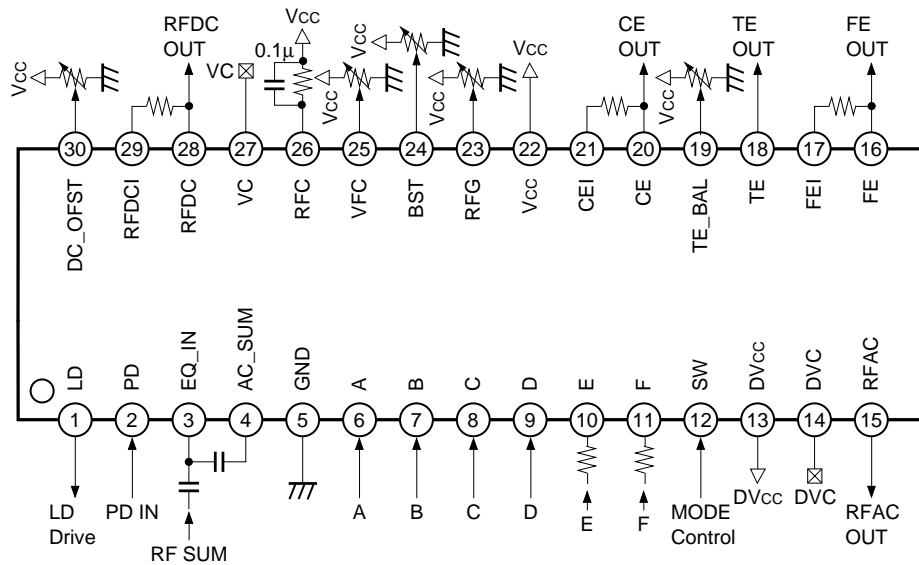 RFDC
OUT
VCC
0.1µ
VCC
CE
OUT
TE
OUT
FE
OUT
VCC
VC
VCC
VCC
VCC
VCC
30 29 28 27 26 25 24 23 22 21 20 19 18 17 16
DC_OFST
RFDCI
RFDC
VC
RFC
VFC
BST
RFG
VCC
CEI
CE
TE_BAL
TE
FEI
FE
LD
PD
EQ_IN
AC_SUM
GND
A
B
C
D
E
F
SW
DVCC
DVC
RFAC
1 2 3 4 5 6 7 8 9 10 11 12 13 14 15
LD
Drive
PD IN
RF SUM
A
B
C
D
E
F
MODE
Control
DVCC
DVC
RFAC
OUT